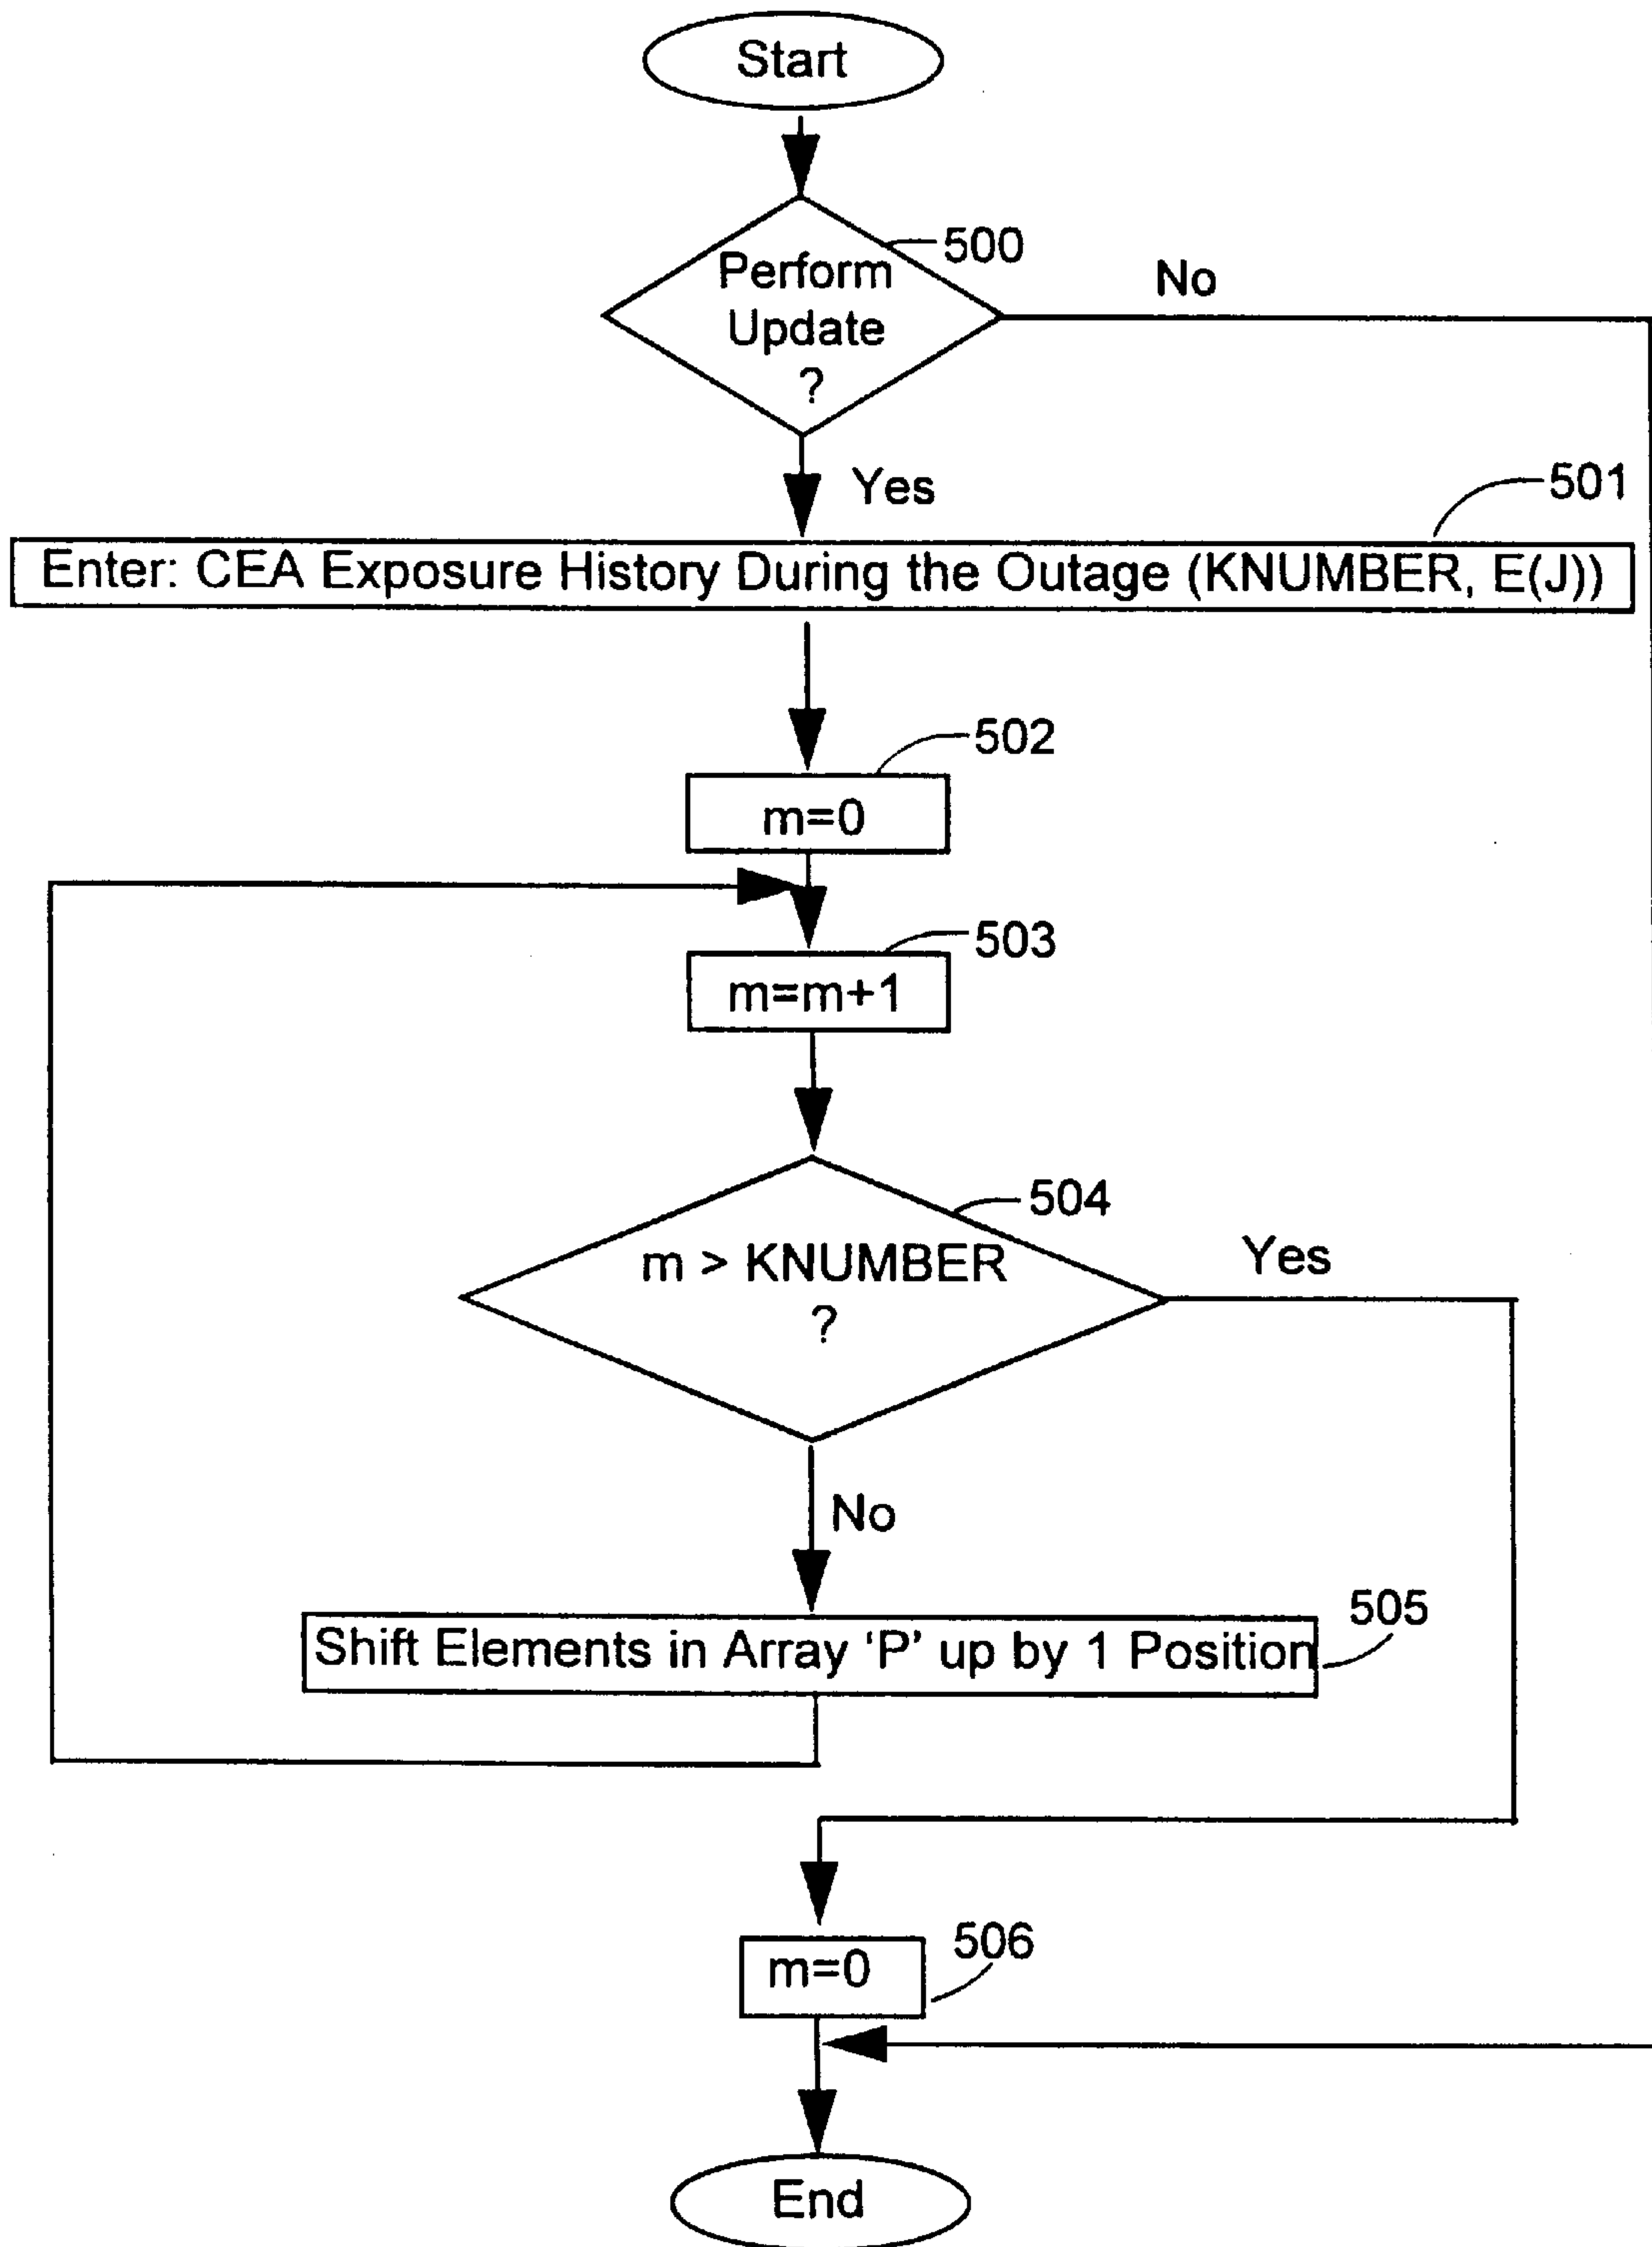 Start
500
Perform
Update
?
No
Yes
501
Enter: CEA Exposure History During the Outage (KNUMBER, E(J))
502
m=0
503
m=m+1
504
m > KNUMBER
?
Yes
No
505
Shift Elements in Array ‘P’ up by 1 Position
506
m=0
End